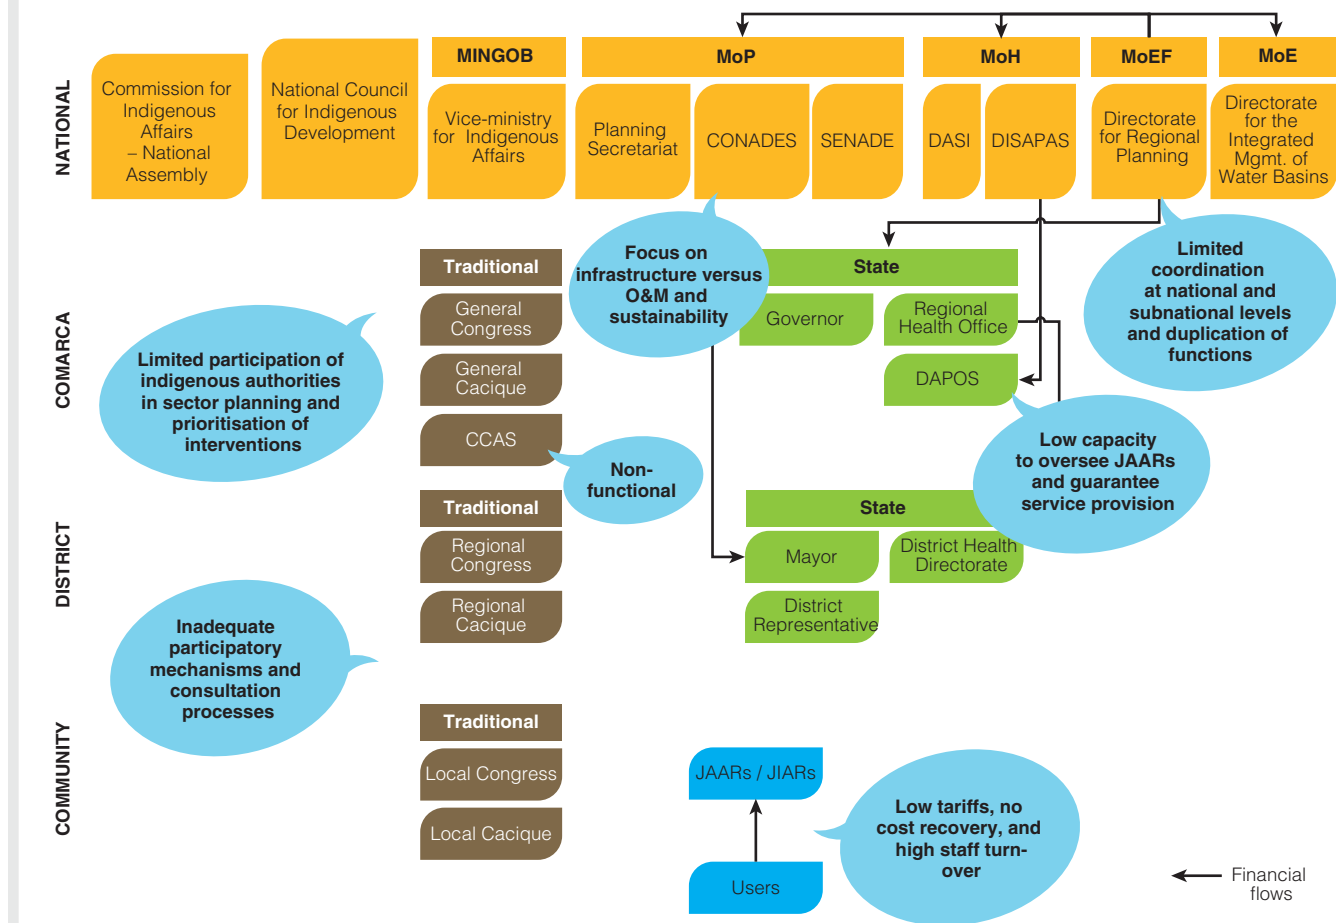 NATIONAL
Commission for
Indigenous
Affairs
– National
Assembly
National Council
for Indigenous
Development
MINGOB
Vice-ministry
for Indigenous
Affairs
MoP
Planning
Secretariat
CONADES
SENADE
MoH
DASI
DISAPAS
MoEF
Directorate
for Regional
Planning
MoE
Directorate
for the
Integrated
Mgmt. of
Water Basins
COMARCA
Limited participation of
indigenous authorities
in sector planning and
prioritisation of
interventions
Traditional
General
Congress
General
Cacique
CCAS
Non-
functional
Focus on
infrastructure versus
O&M and
sustainability
State
Governor
Regional
Health Office
DAPOS
Limited
coordination
at national and
subnational levels
and duplication of
functions
Low capacity
to oversee JAARs
and guarantee
service provision
DISTRICT
Traditional
Regional
Congress
Regional
Cacique
State
Mayor
District Health
Directorate
District
Representative
Inadequate
participatory
mechanisms and
consultation
processes
COMMUNITY
Traditional
Local Congress
Local Cacique
JAARs / JIARs
Users
Low tariffs, no
cost recovery, and
high staff turn-
over
Financial
flows